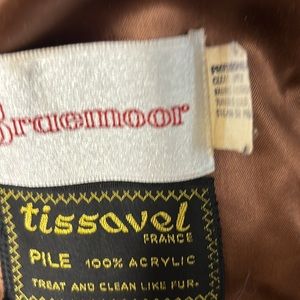 Braemoor
tissavel
FRANCE
PILE 100% ACRYLIC
TREAT AND CLEAN LIKE FUR.